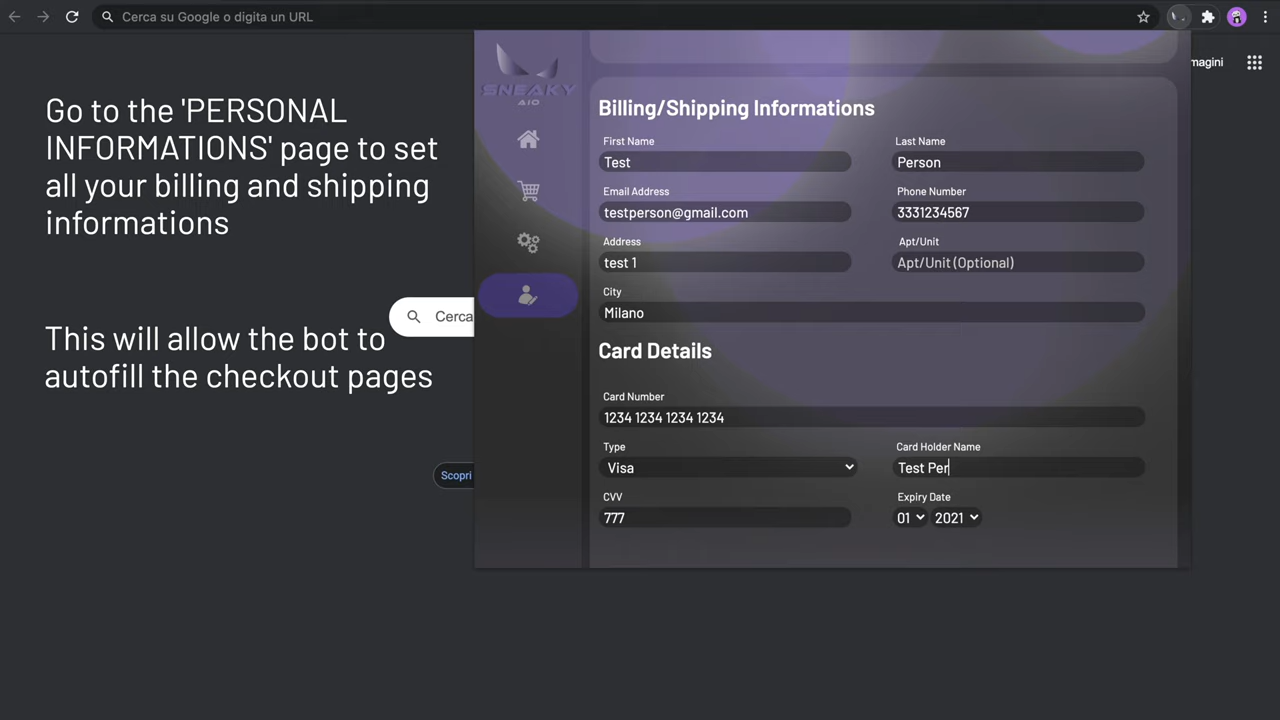 Cerca su Google o digita un URL
magini
Go to the 'PERSONAL
INFORMATIONS' page to set
all your billing and shipping
informations
This will allow the bot to
autofill the checkout pages
Cerca
Scopri
SNEAKY
AIO
Billing/Shipping Informations
First Name
Last Name
Test
Person
Email Address
Phone Number
testperson@gmail.com
3331234567
Address
Apt/Unit
test 1
Apt/Unit (Optional)
City
Milano
Card Details
Card Number
1234 1234 1234 1234
Type
Card Holder Name
Visa
Test Per
CVV
Expiry Date
777
01 2021